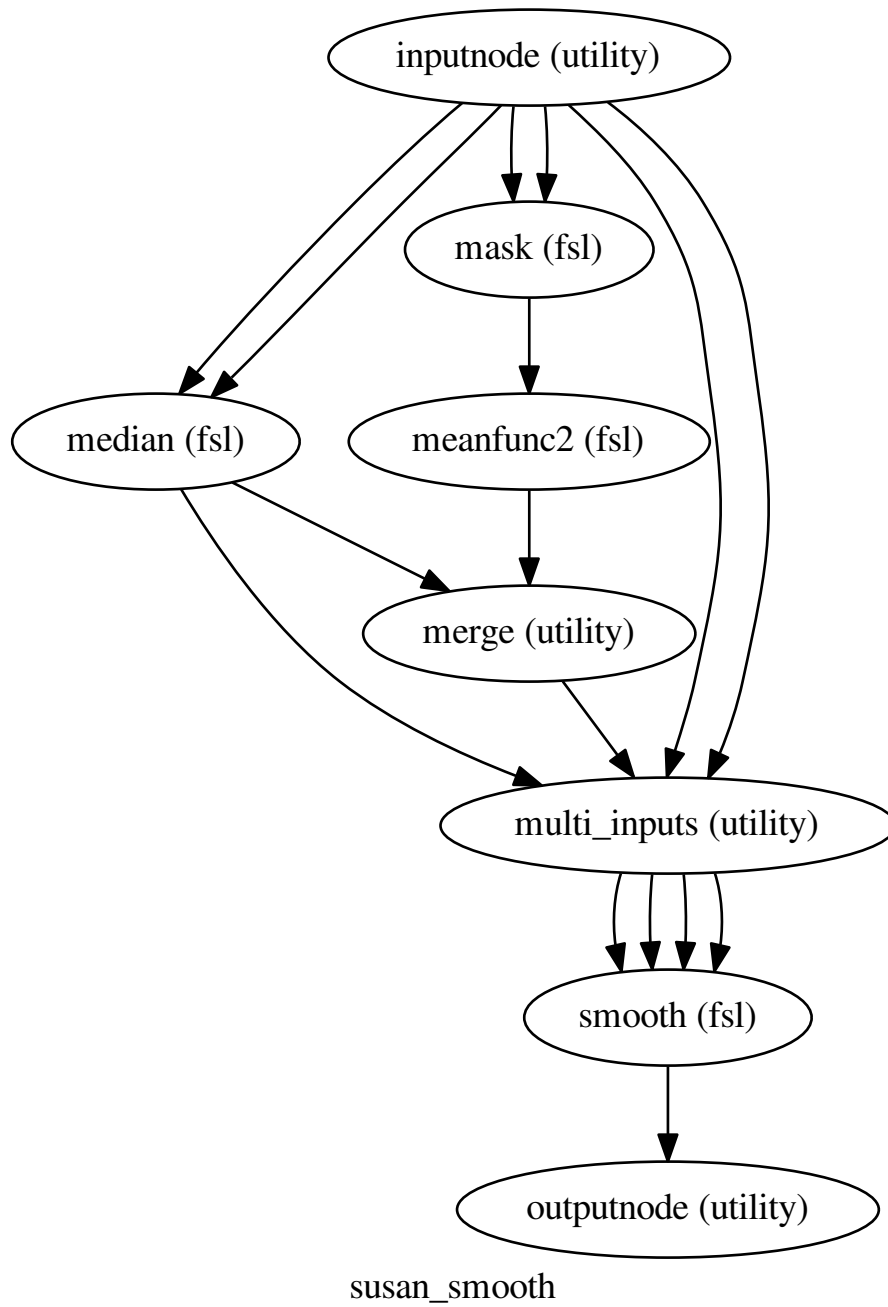 inputnode (utility)
mask (fsl)
median (fsl)
meanfunc2 (fsl)
merge (utility)
multi_inputs (utility)
smooth (fsl)
outputnode (utility)
susan_smooth